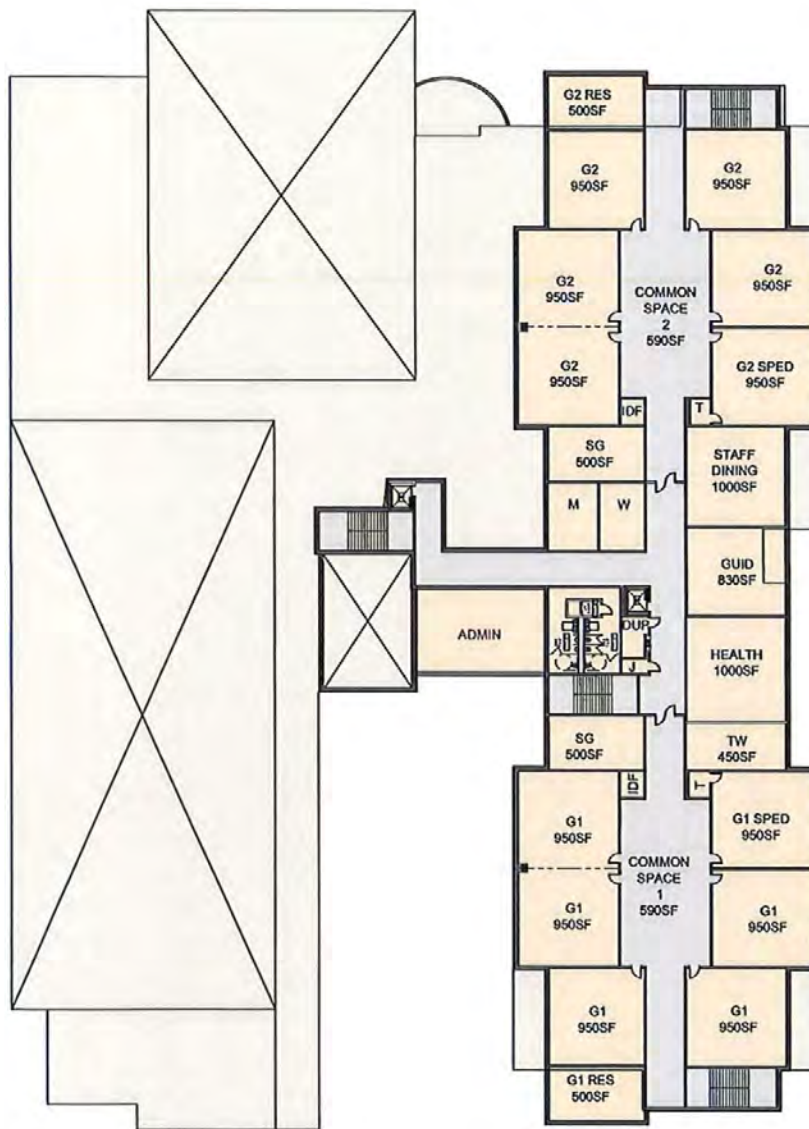 G2 RES
500SF
G2
950SF
G2
950SF
G2
950SF
G2
950SF
COMMON
SPACE
2
590SF
G2
950SF
G2 SPED
950SF
IDF
T
SG
500SF
STAFF
DINING
1000SF
M
W
E
GUID
830SF
E
DUP
ADMIN
HEALTH
1000SF
J
SG
500SF
TW
450SF
IDF
T
G1
950SF
G1 SPED
950SF
COMMON
SPACE
1
590SF
G1
950SF
G1
950SF
G1
950SF
G1
950SF
G1 RES
500SF